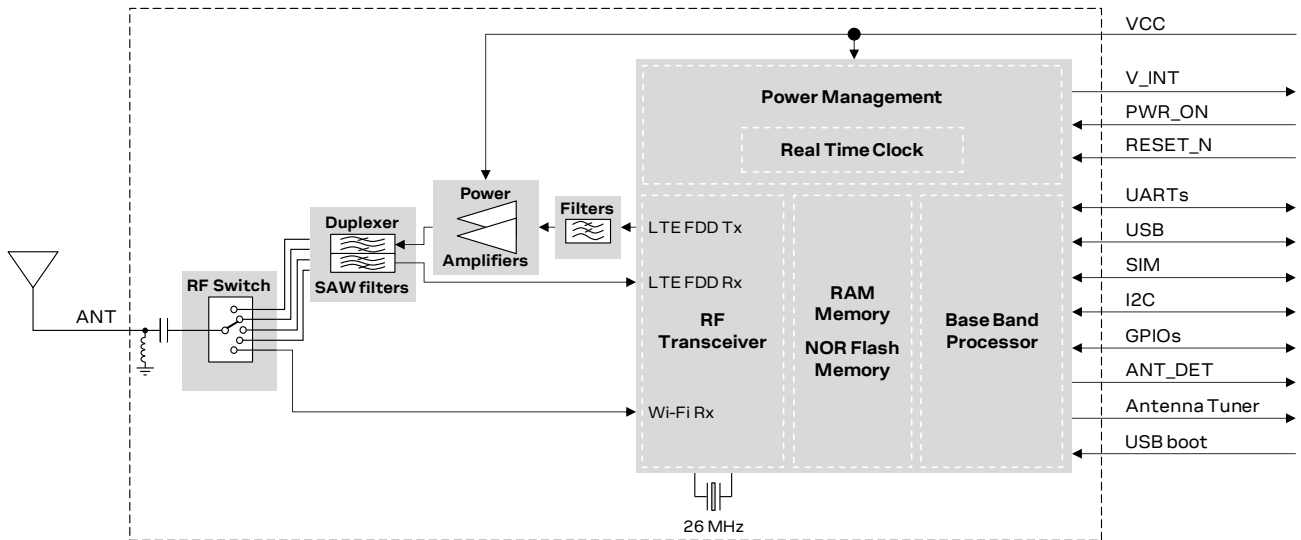 VCC
V_INT
Power Management
PWR_ON
Real Time Clock
RESET_N
Power
Amplifiers
Filters
Duplexer
SAW filters
LTE FDD Tx
LTE FDD Rx
UARTs
USB
SIM
I2C
GPIOs
ANT_DET
Antenna Tuner
USB boot
RF Switch
ANT
RF
Transceiver
RAM
Memory
NOR Flash
Memory
Base Band
Processor
Wi-Fi Rx
26 MHz